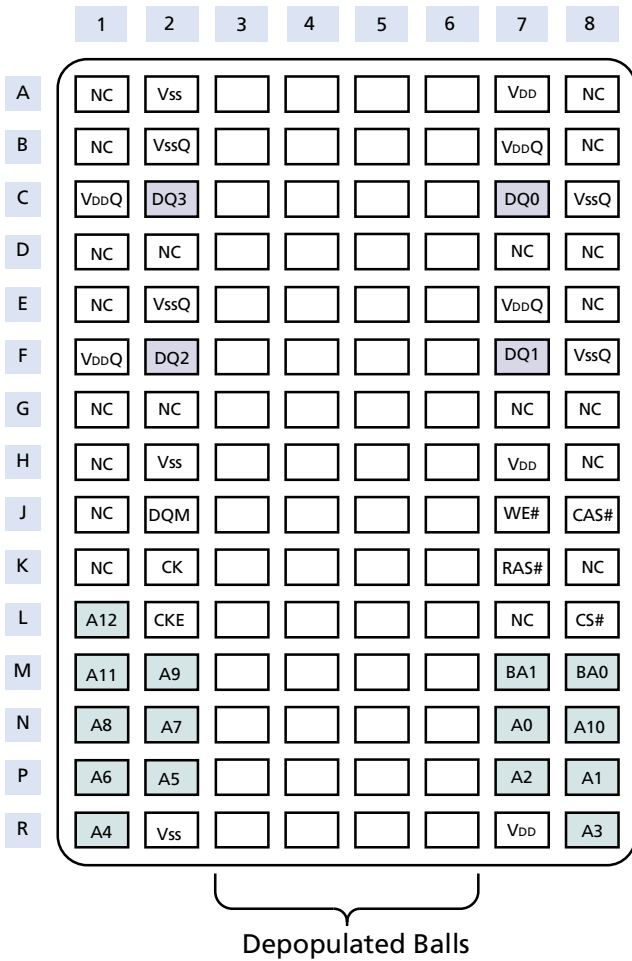 1 2 3 4 5 6 7 8
A NC Vss VDD NC
B NC VssQ VDDQ NC
C VDDQ DQ3 DQ0 VssQ
D NC NC NC NC
E NC VssQ VDDQ NC
F VDDQ DQ2 DQ1 VssQ
G NC NC NC NC
H NC Vss VDD NC
J NC DQM WE# CAS#
K NC CK RAS# NC
L A12 CKE NC CS#
M A11 A9 BA1 BA0
N A8 A7 A0 A10
P A6 A5 A2 A1
R A4 Vss VDD A3
Depopulated Balls